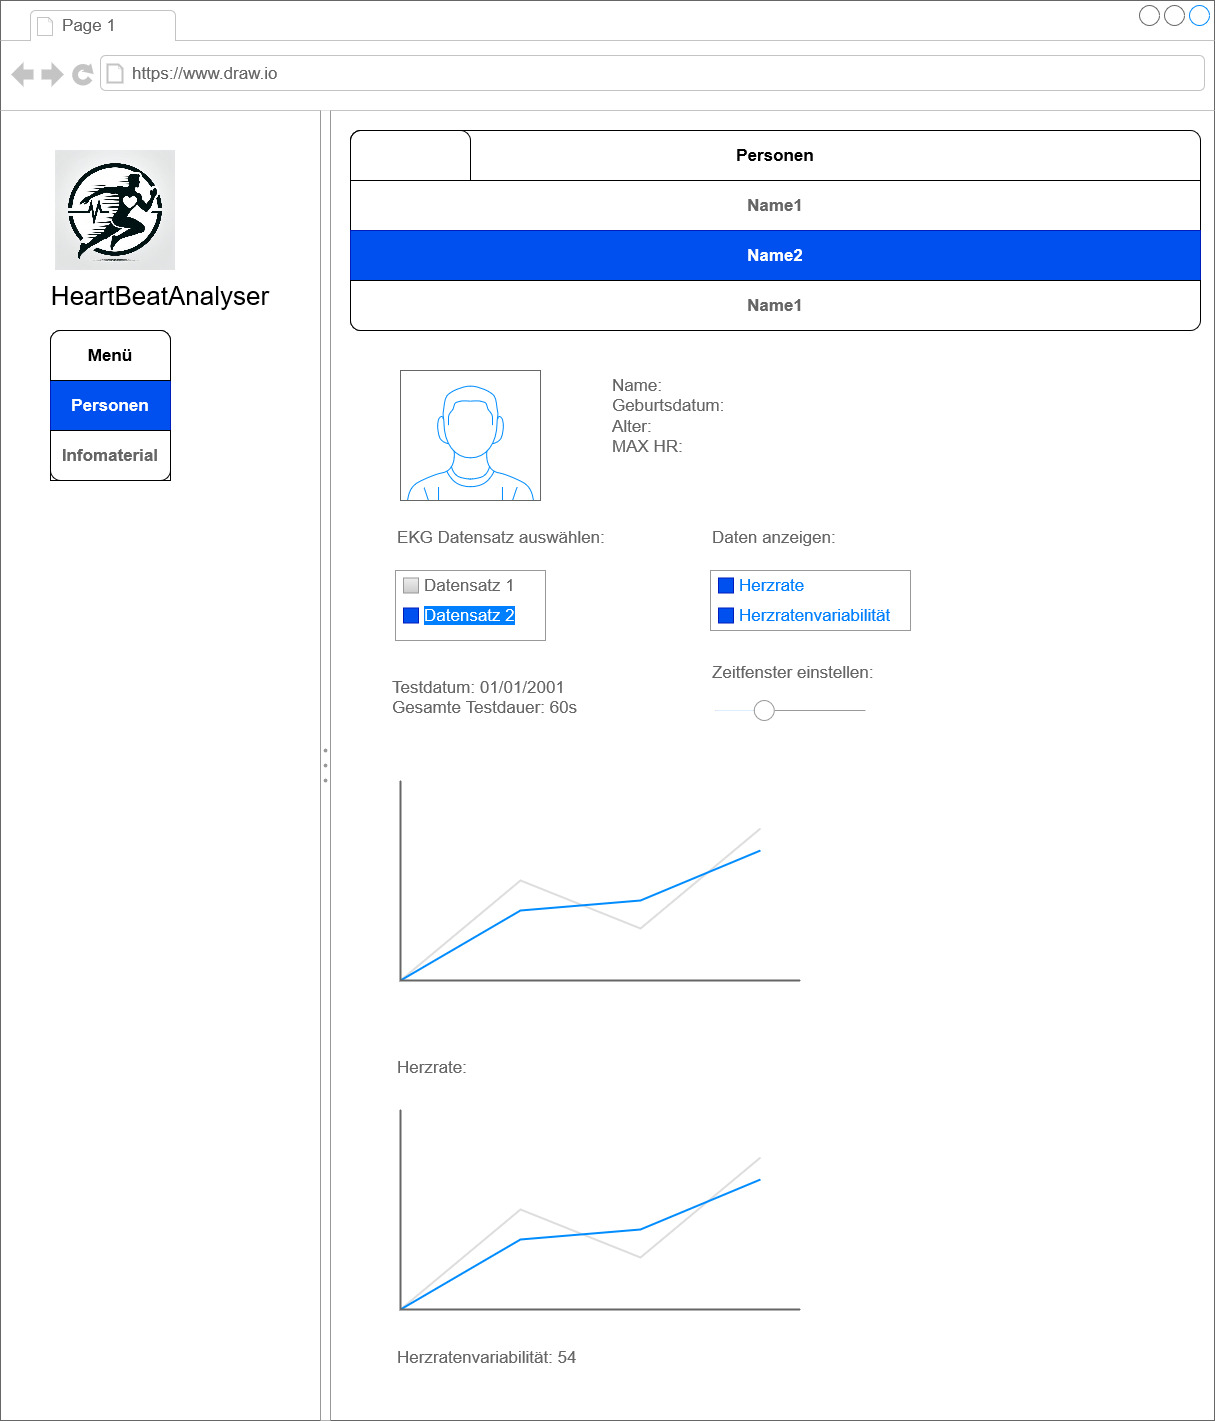 Page 1
https://www.draw.io
HeartBeatAnalyser
Menü
Personen
Infomaterial
Personen
Name1
Name2
Name1
Name:
Geburtsdatum:
Alter:
MAX HR:
EKG Datensatz auswählen:
Datensatz 1
Datensatz 2
Daten anzeigen:
Herzrate
Herzratenvariabilität
Testdatum: 01/01/2001
Gesamte Testdauer: 60s
Zeitfenster einstellen:
Herzrate:
Herzratenvariabilität: 54